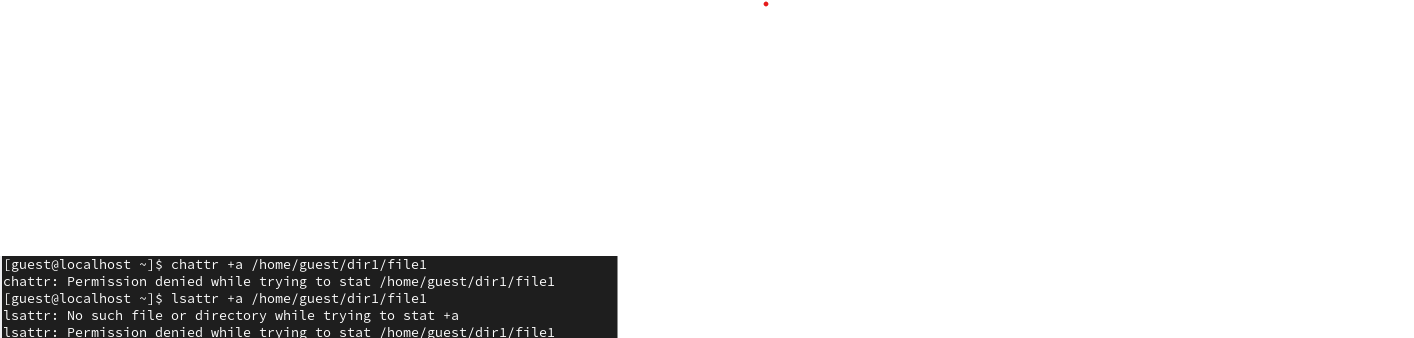 [guest@localhost ~]$ chattr +a /home/guest/dir1/file1
chattr: Permission denied while trying to stat /home/guest/dir1/file1
[guest@localhost ~]$ lsattr +a /home/guest/dir1/file1
lsattr: No such file or directory while trying to stat +a
lsattr: Permission denied while trying to stat /home/guest/dir1/file1